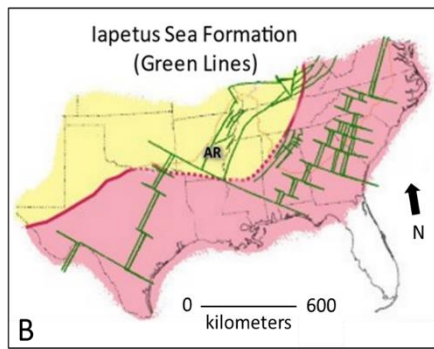 Iapetus Sea Formation
(Green Lines)
AR
N
0 600
kilometers
B